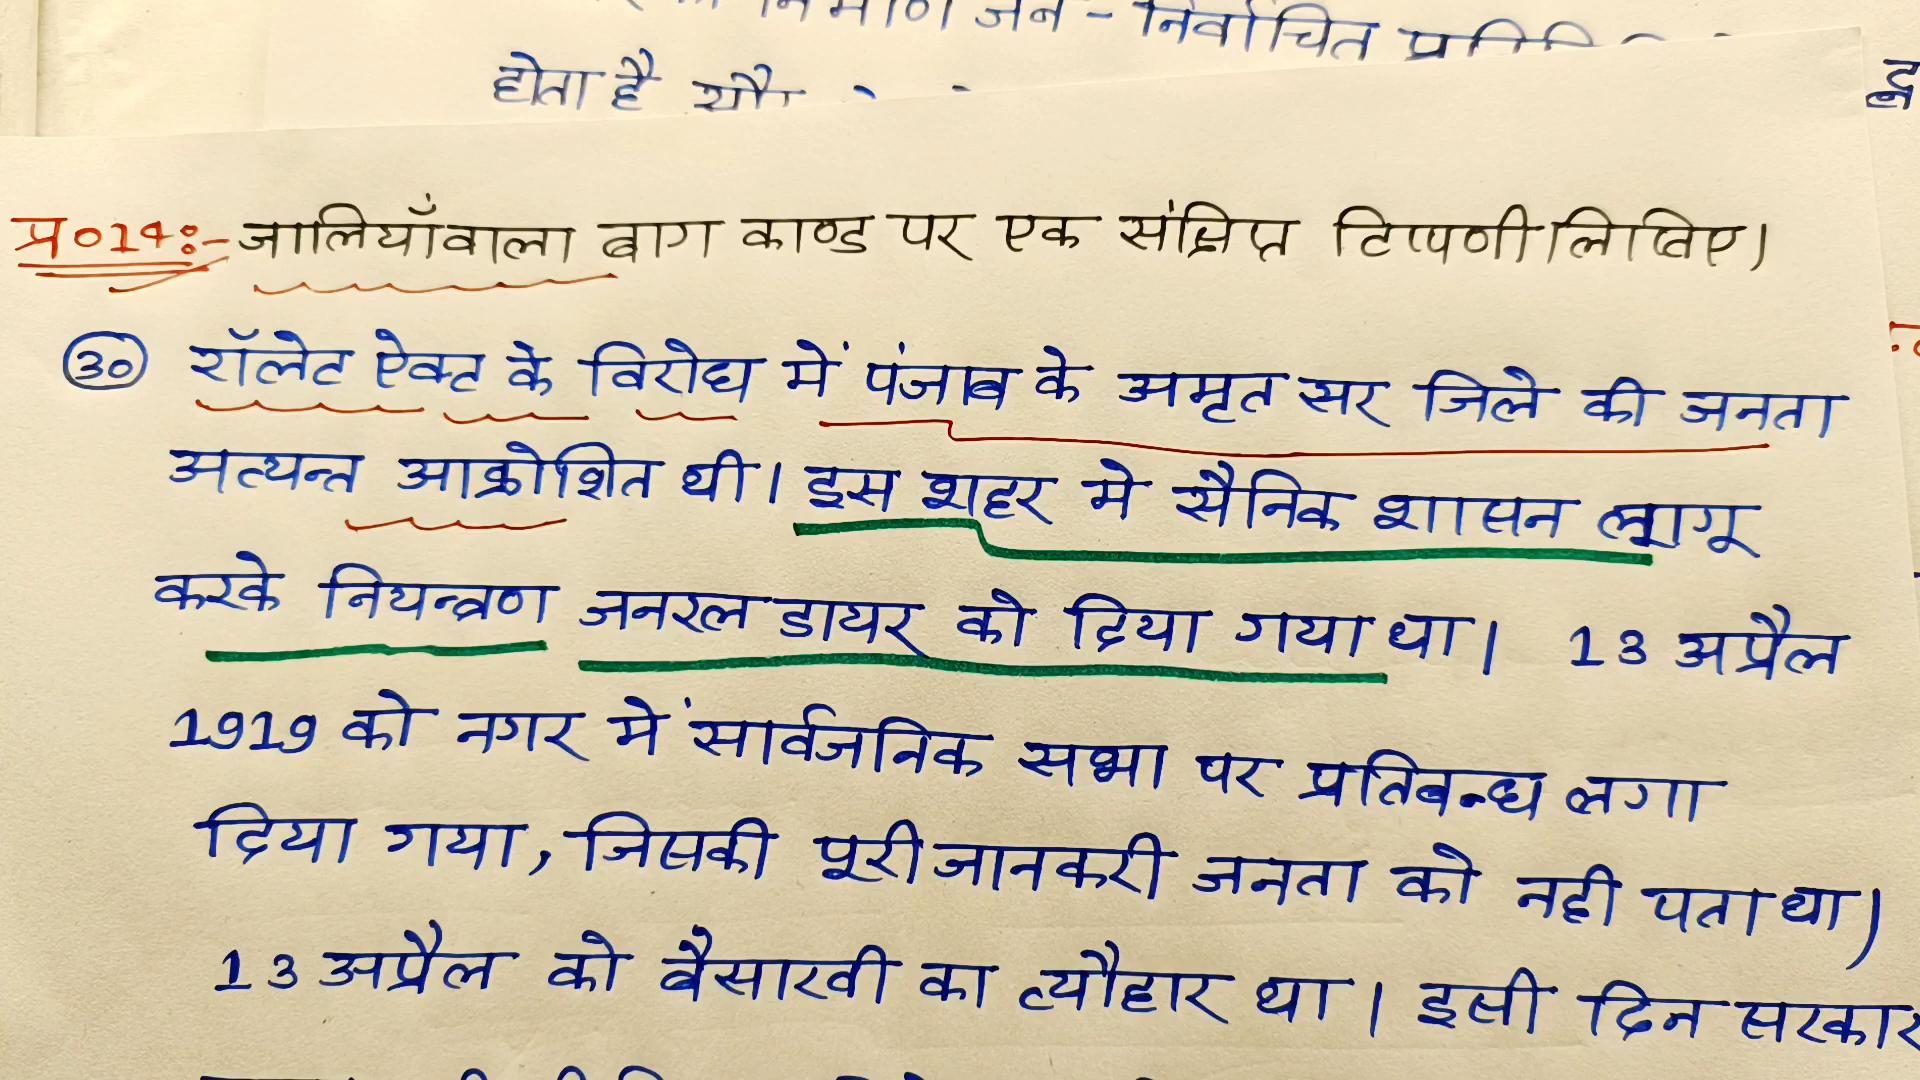 निर्माण जन - निर्वाचित
होता है
प्र०14:- जालियाँवाला बाग काण्ड पर एक संक्षिप्त टिप्पणी लिखिए।
उ० रॉलेट ऐक्ट के विरोध में पंजाब के अमृतसर जिले की जनता
अत्यन्त आक्रोशित थी। इस शहर मे सैनिक शासन लागू
करके नियन्त्रण जनरल डायर को दिया गया था। 13 अप्रैल
1919 को नगर में सार्वजनिक सभा पर प्रतिबन्ध लगा
दिया गया, जिसकी पूरी जानकरी जनता को नही पता था।
13 अप्रैल को बैसाखी का त्यौहार था। इसी दिन सरकार